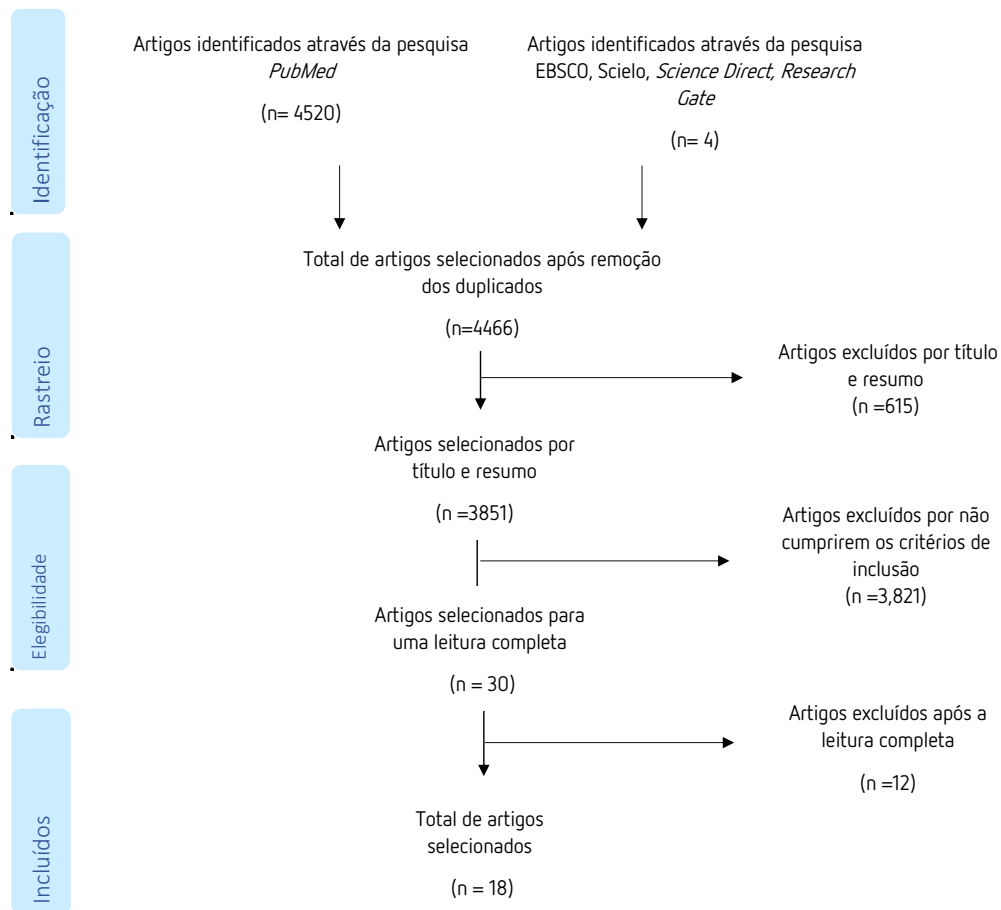 Identificação
Artigos identificados através da pesquisa
PubMed
(n= 4520)
Artigos identificados através da pesquisa
EBSCO, Scielo, Science Direct, Research
Gate
(n= 4)
Rastreio
Total de artigos selecionados após remoção
dos duplicados
(n=4466)
Artigos excluídos por título
e resumo
(n =615)
Artigos selecionados por
título e resumo
(n =3851)
Elegibilidade
Artigos excluídos por não
cumprirem os critérios de
inclusão
(n =3,821)
Artigos selecionados para
uma leitura completa
(n = 30)
Incluídos
Artigos excluídos após a
leitura completa
(n =12)
Total de artigos
selecionados
(n = 18)